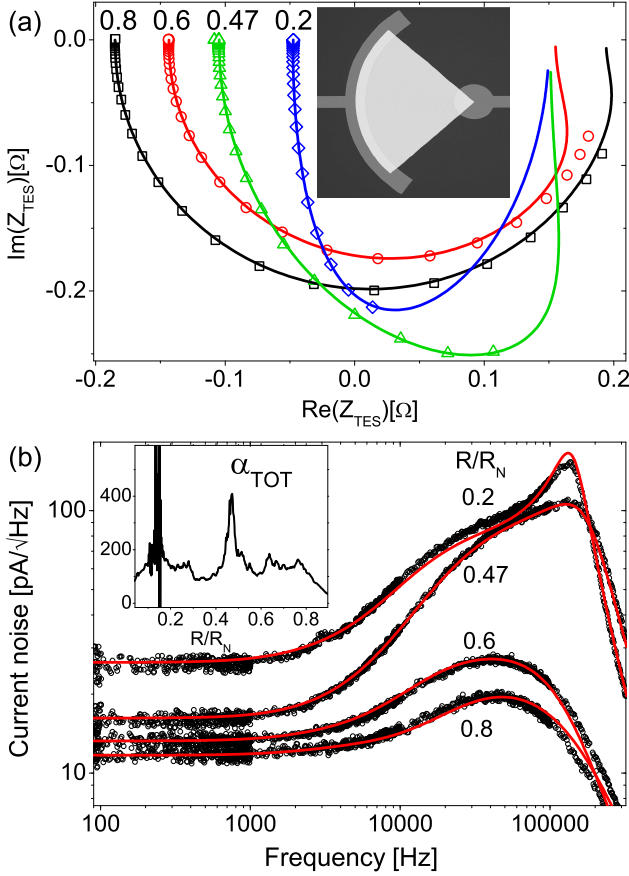 (a)
0.8 0.6 0.47 0.2
0.0
-0.1
-0.2
Im(Z_TES)[Ω]
-0.2 -0.1 0.0 0.1 0.2
Re(Z_TES)[Ω]
(b)
Current noise [pA/√Hz]
100
10
400
200
0
α_TOT
0.2 0.4 0.6 0.8
R/R_N
R/R_N
0.2
0.47
0.6
0.8
100 1000 10000 100000
Frequency [Hz]